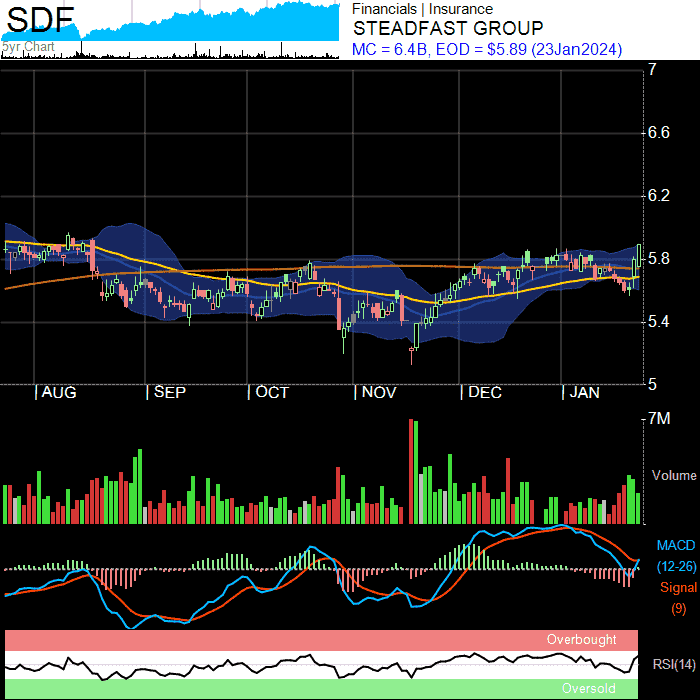 SDF
5yr Chart
Financials | Insurance
STEADFAST GROUP
MC = 6.4B, EOD = $5.89 (23Jan2024)
7
6.6
6.2
5.8
5.4
5
| AUG | SEP | OCT | NOV | DEC | JAN
7M
Volume
MACD
(12-26)
Signal
(9)
Overbought
RSI(14)
Oversold